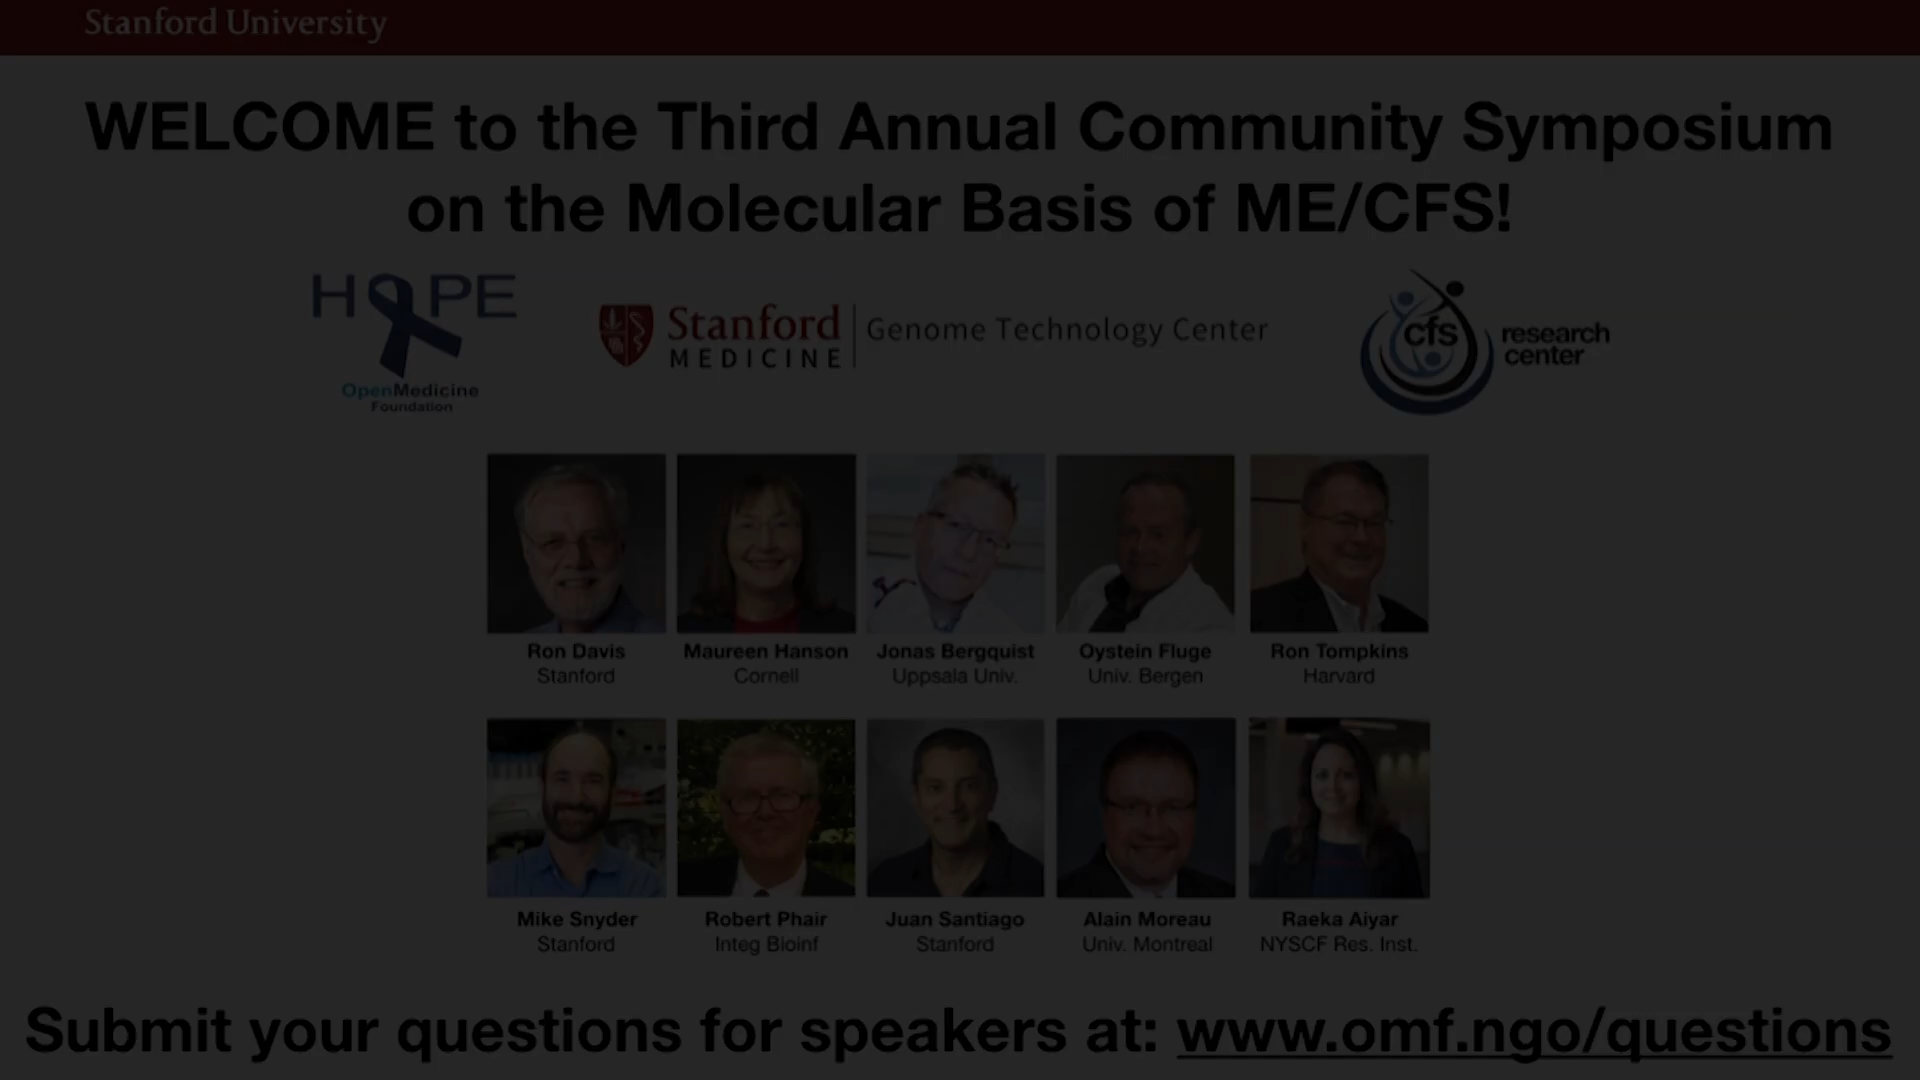 Stanford University
WELCOME to the Third Annual Community Symposium
on the Molecular Basis of ME/CFS!
HOPE
OpenMedicine
Foundation
Stanford
MEDICINE
Genome Technology Center
cfs
research
center
Ron Davis
Stanford
Maureen Hanson
Cornell
Jonas Bergquist
Uppsala Univ.
Oystein Fluge
Univ. Bergen
Ron Tompkins
Harvard
Mike Snyder
Stanford
Robert Phair
Integ Bioinf
Juan Santiago
Stanford
Alain Moreau
Univ. Montreal
Raeka Aiyar
NYSCF Res. Inst.
Submit your questions for speakers at: www.omf.ngo/questions